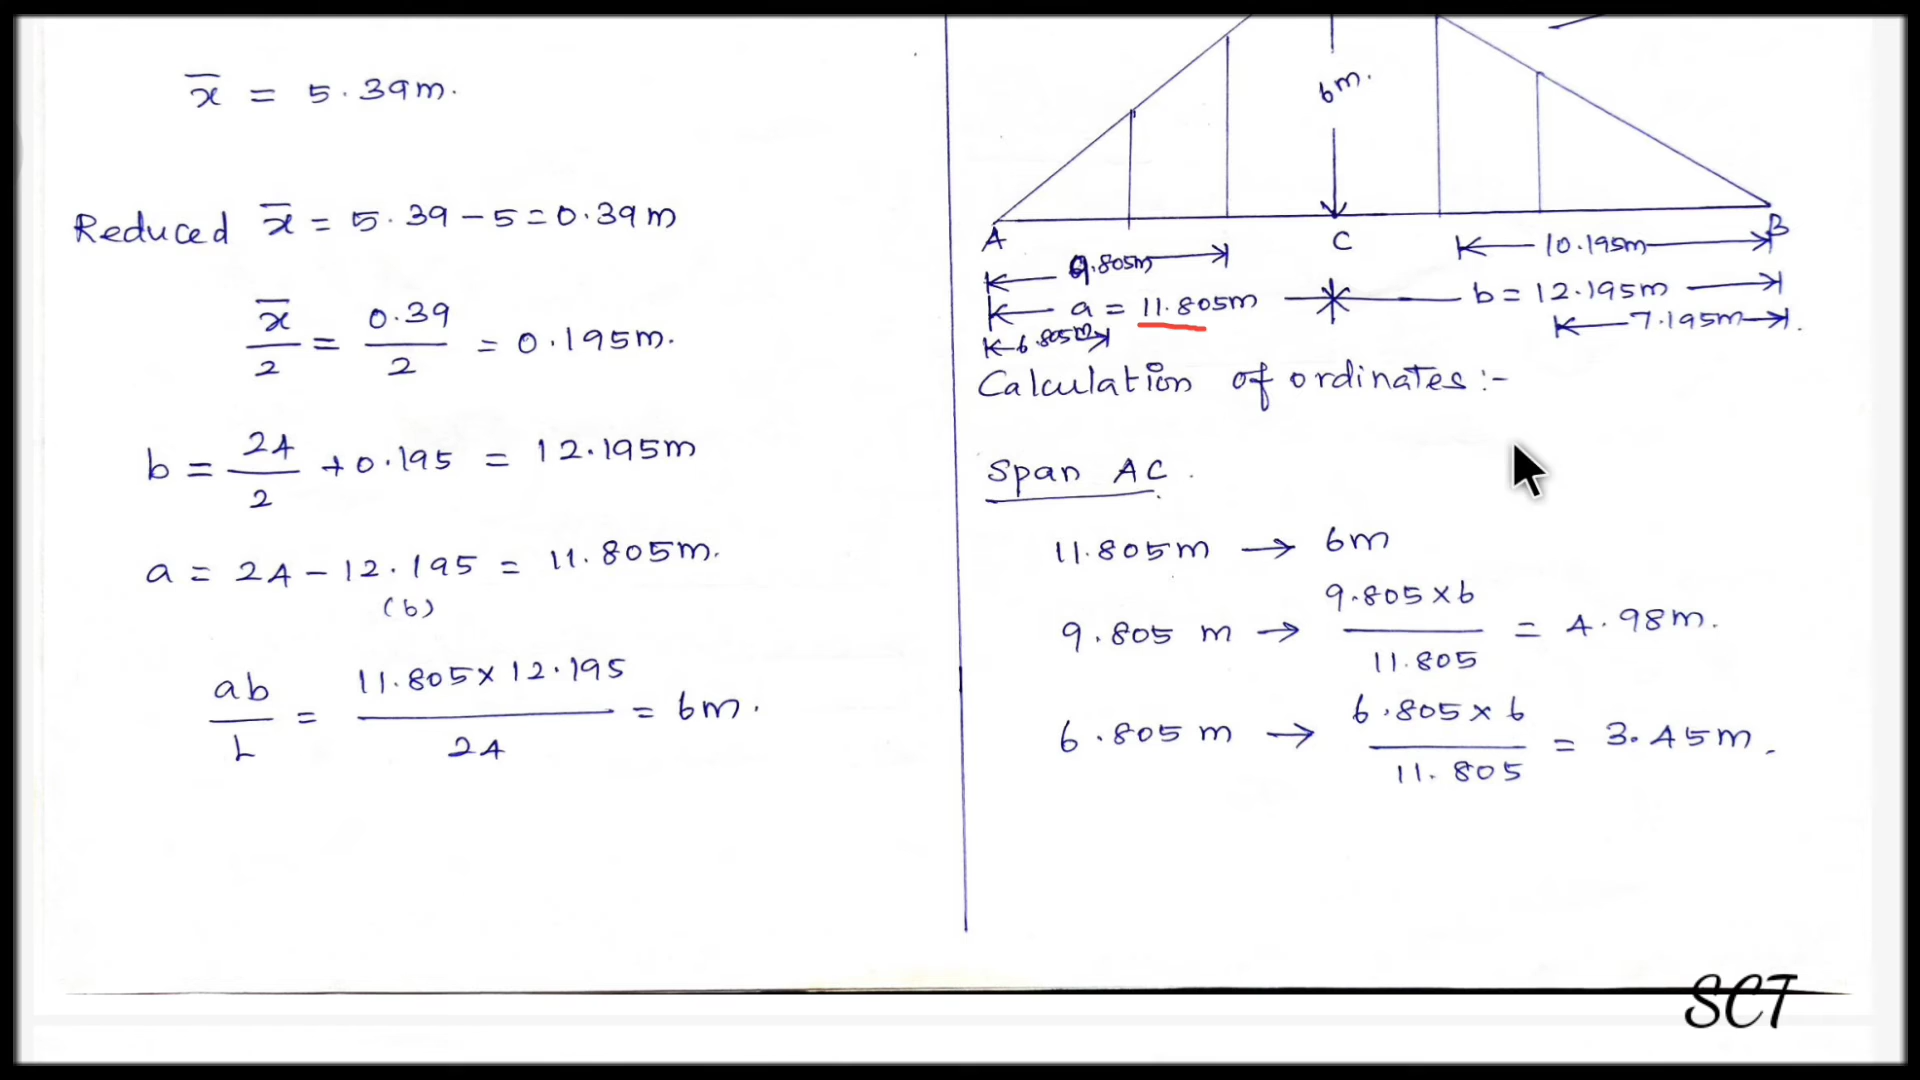 x̄ = 5.39m.
Reduced x̄ = 5.39 - 5 = 0.39m
x̄/2 = 0.39/2 = 0.195m.
b = 24/2 + 0.195 = 12.195m
a = 24 - 12.195 = 11.805m.
(b)
ab/L = 11.805 x 12.195/24 = 6m.
6m.
A C B
9.805m 10.195m
a = 11.805m b = 12.195m
6.805m 7.195m
Calculation of ordinates :-
Span AC.
11.805m → 6m
9.805 m → 9.805 x 6/11.805 = 4.98m.
6.805 m → 6.805 x 6/11.805 = 3.45m.
SCT